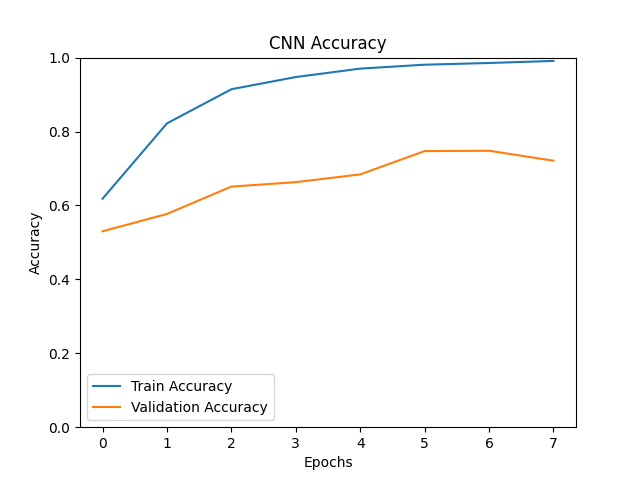 CNN Accuracy
1.0
0.8
0.6
0.4
0.2
0.0
Accuracy
Train Accuracy
Validation Accuracy
0 1 2 3 4 5 6 7
Epochs